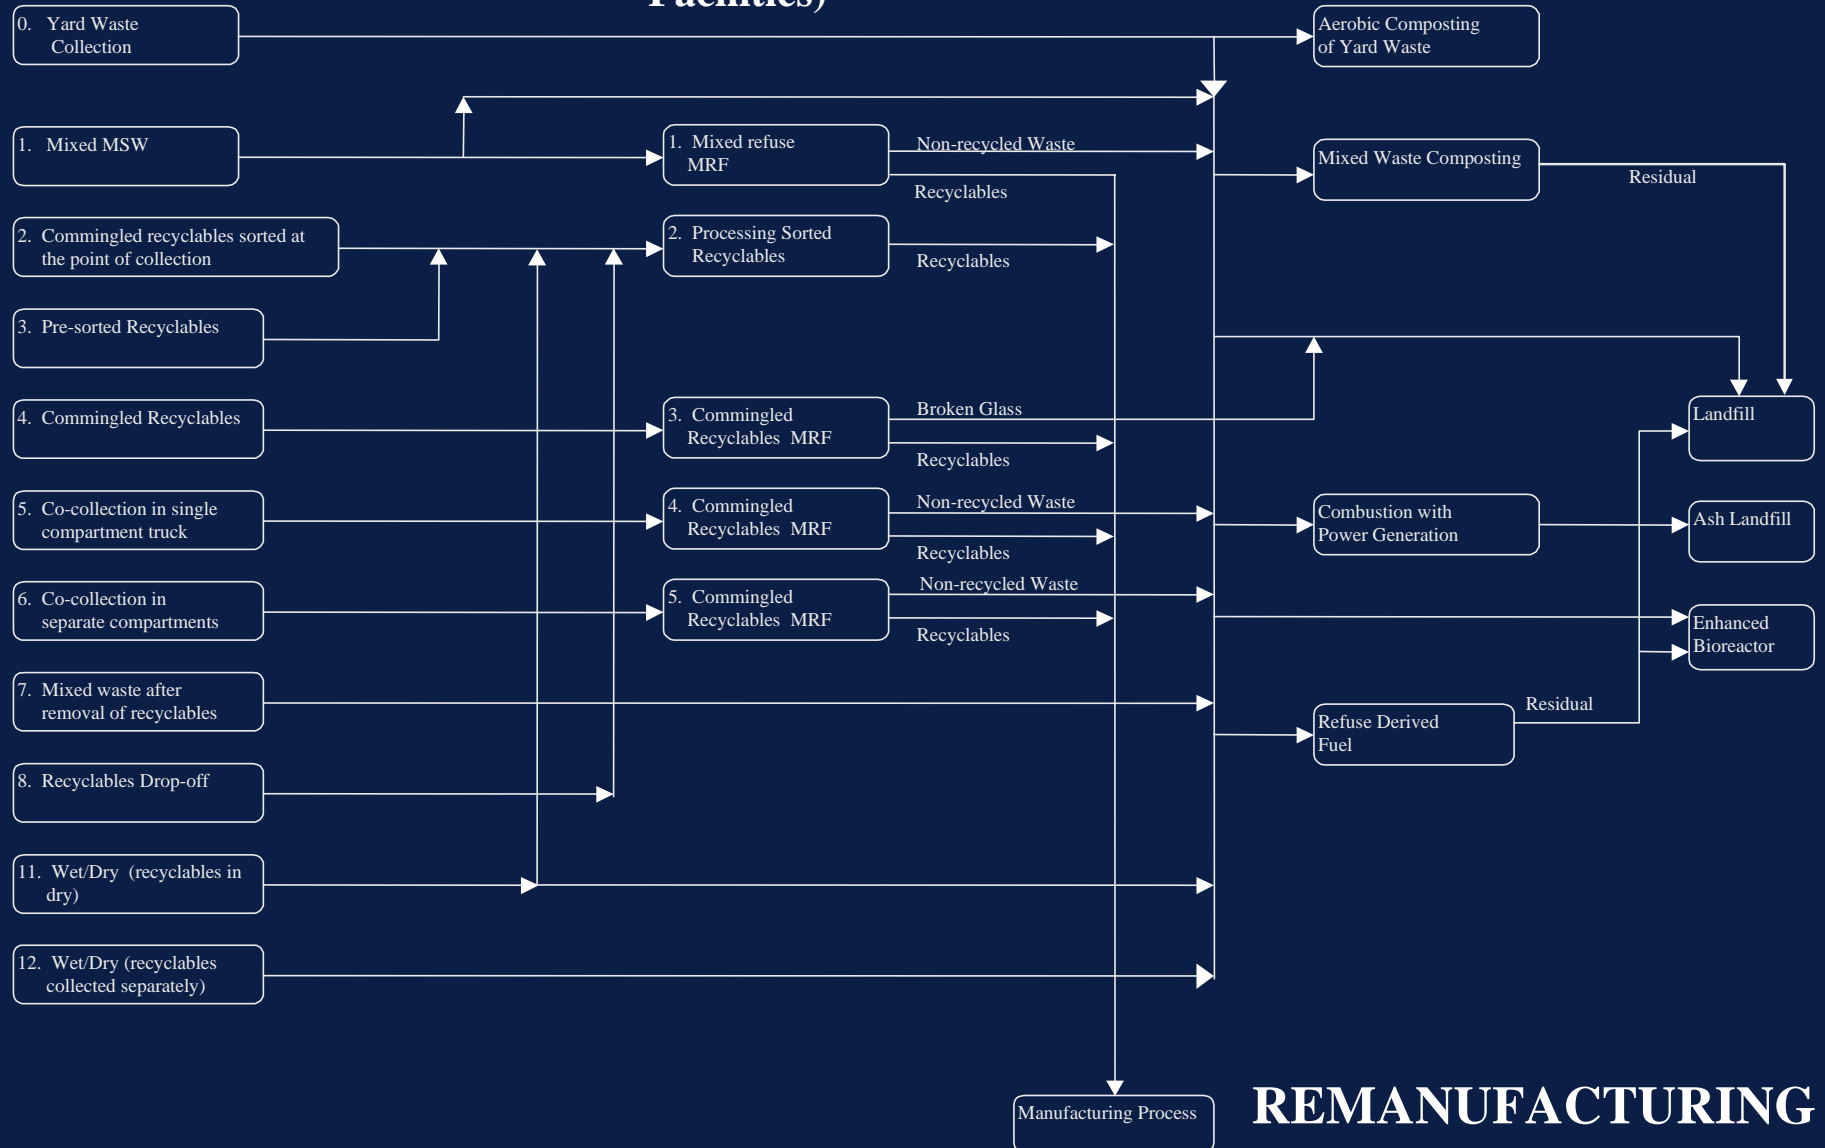 Facilities)
0. Yard Waste
Collection
Aerobic Composting
of Yard Waste
1. Mixed MSW
1. Mixed refuse
MRF
Non-recycled Waste
Recyclables
Mixed Waste Composting
Residual
2. Commingled recyclables sorted at
the point of collection
2. Processing Sorted
Recyclables
Recyclables
3. Pre-sorted Recyclables
4. Commingled Recyclables
3. Commingled
Recyclables MRF
Broken Glass
Recyclables
Landfill
5. Co-collection in single
compartment truck
4. Commingled
Recyclables MRF
Non-recycled Waste
Recyclables
Combustion with
Power Generation
Ash Landfill
6. Co-collection in
separate compartments
5. Commingled
Recyclables MRF
Non-recycled Waste
Recyclables
Enhanced
Bioreactor
7. Mixed waste after
removal of recyclables
Refuse Derived
Fuel
Residual
8. Recyclables Drop-off
11. Wet/Dry (recyclables in
dry)
12. Wet/Dry (recyclables
collected separately)
Manufacturing Process
REMANUFACTURING